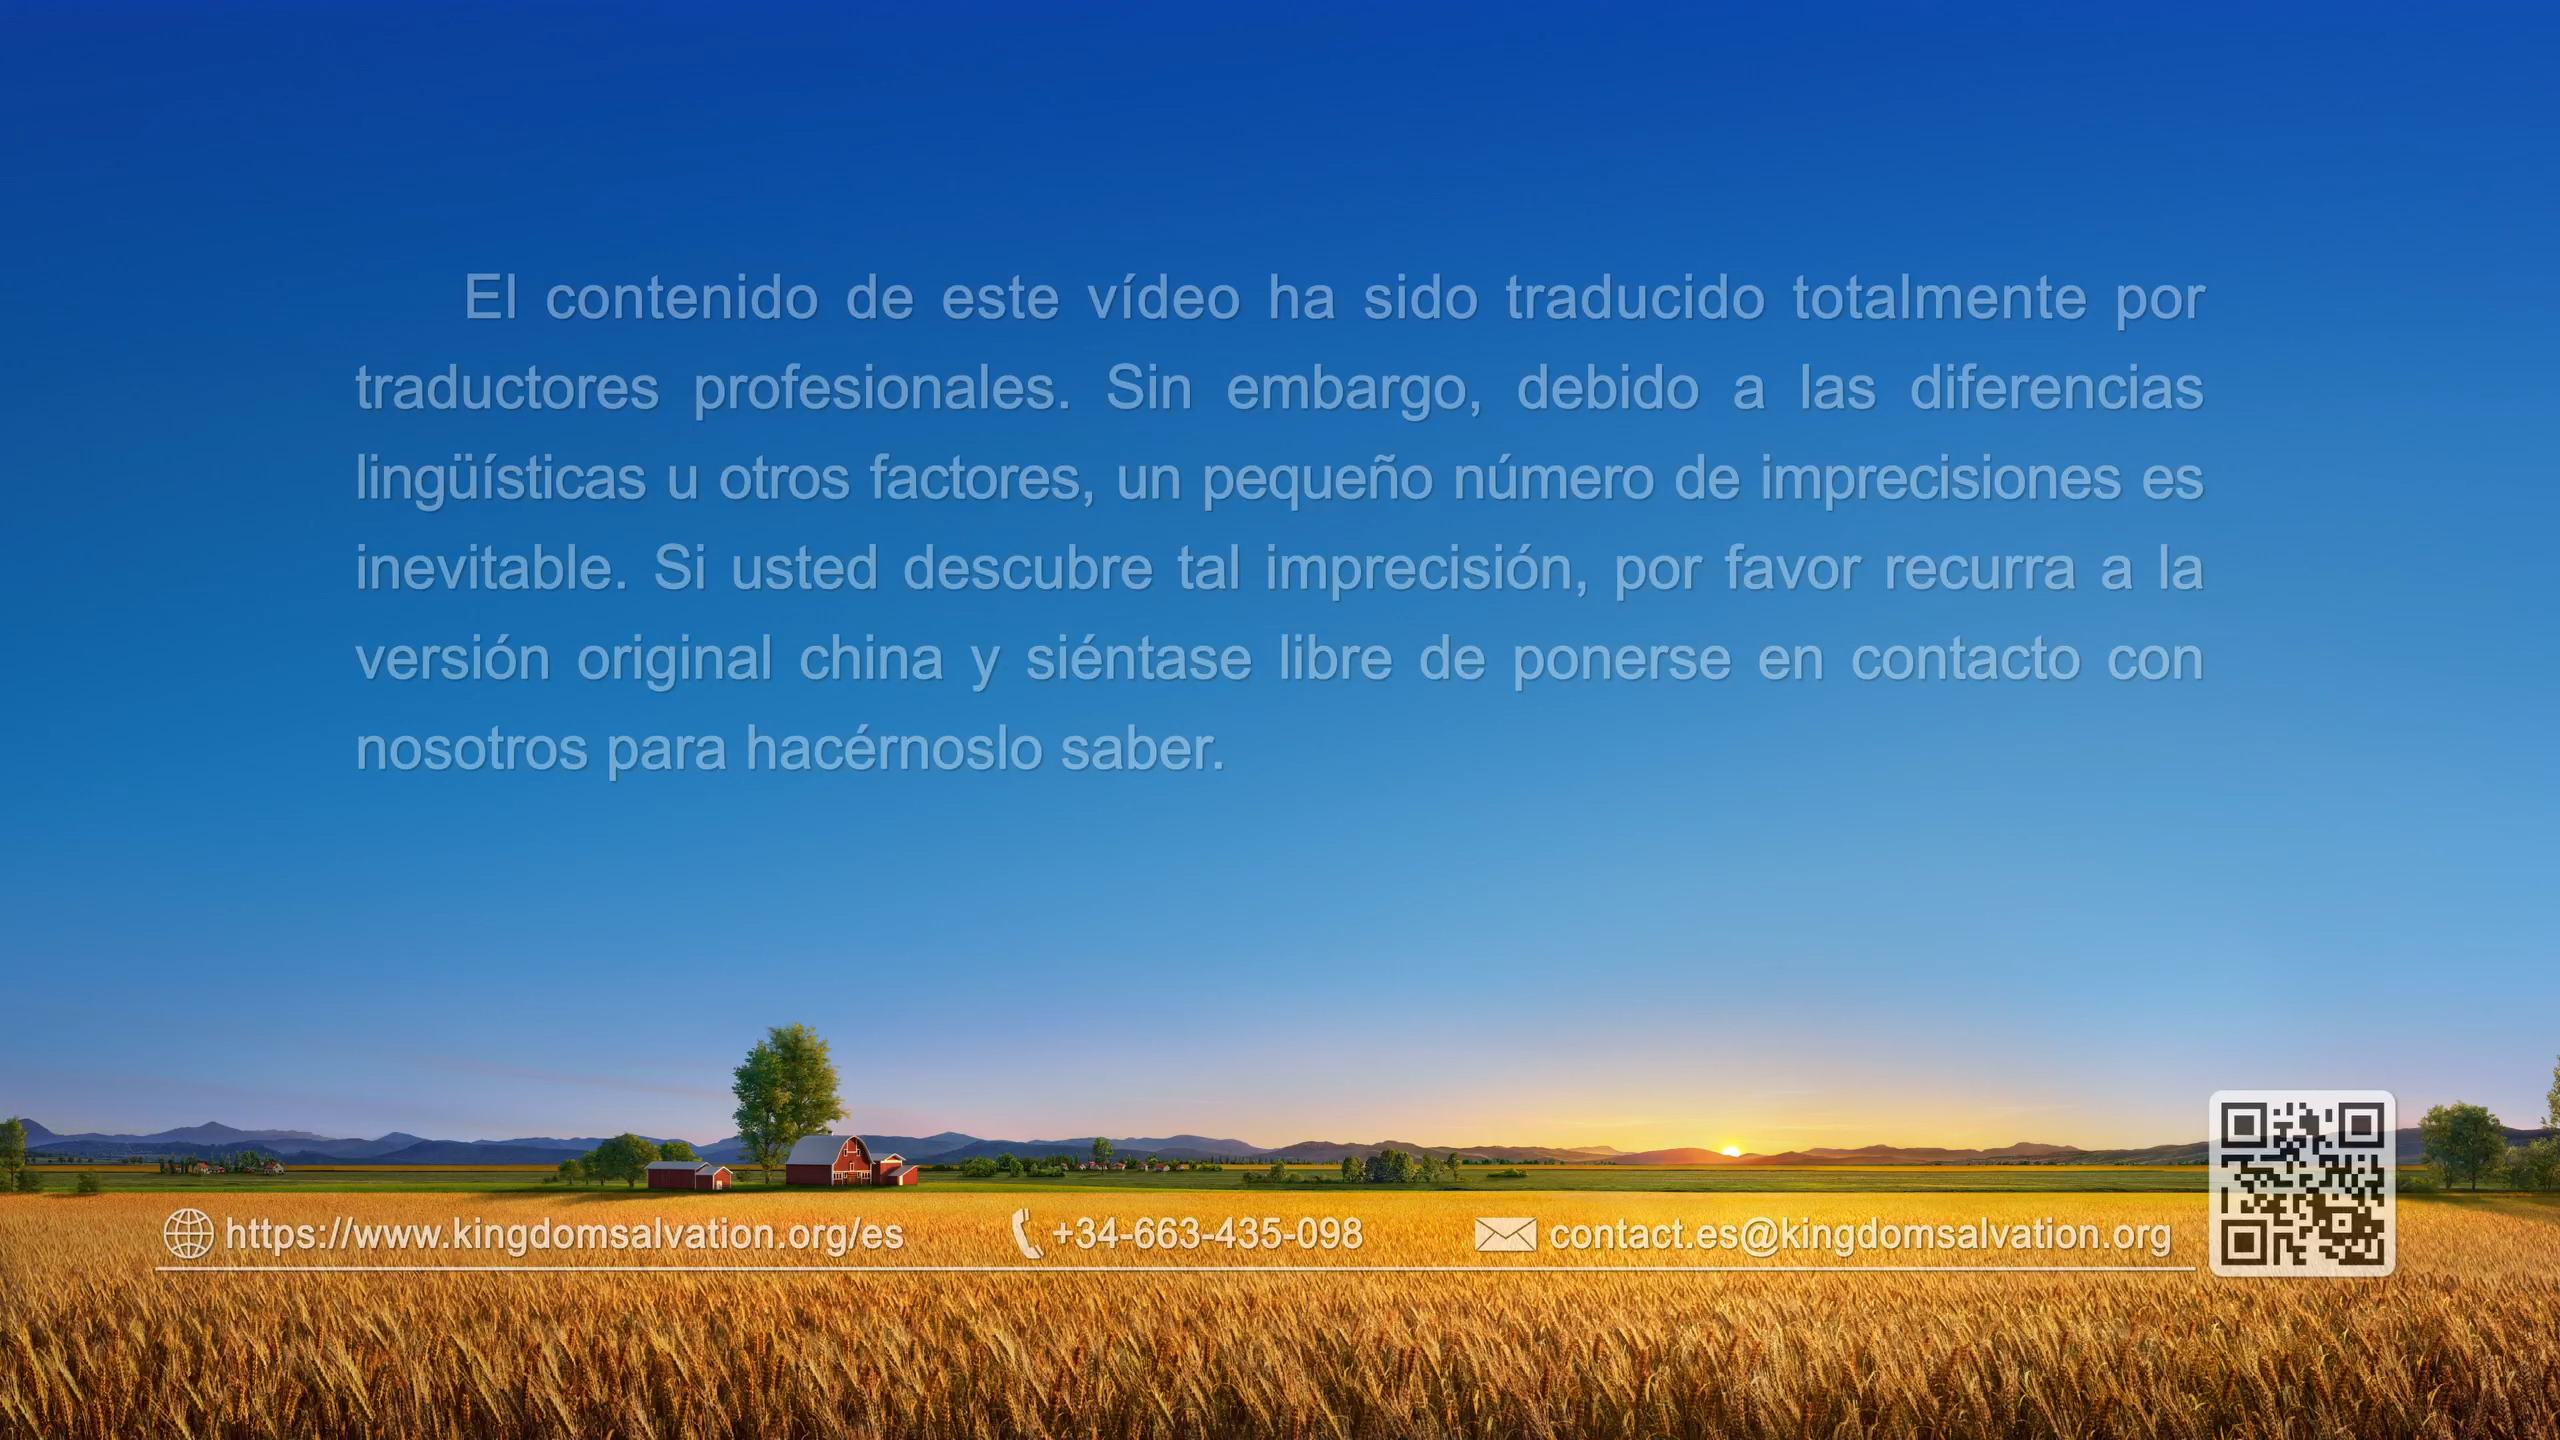 El contenido de este vídeo ha sido traducido totalmente por
traductores profesionales. Sin embargo, debido a las diferencias
lingüísticas u otros factores, un pequeño número de imprecisiones es
inevitable. Si usted descubre tal imprecisión, por favor recurra a la
versión original china y siéntase libre de ponerse en contacto con
nosotros para hacérnoslo saber.
https://www.kingdomsalvation.org/es +34-663-435-098 contact.es@kingdomsalvation.org